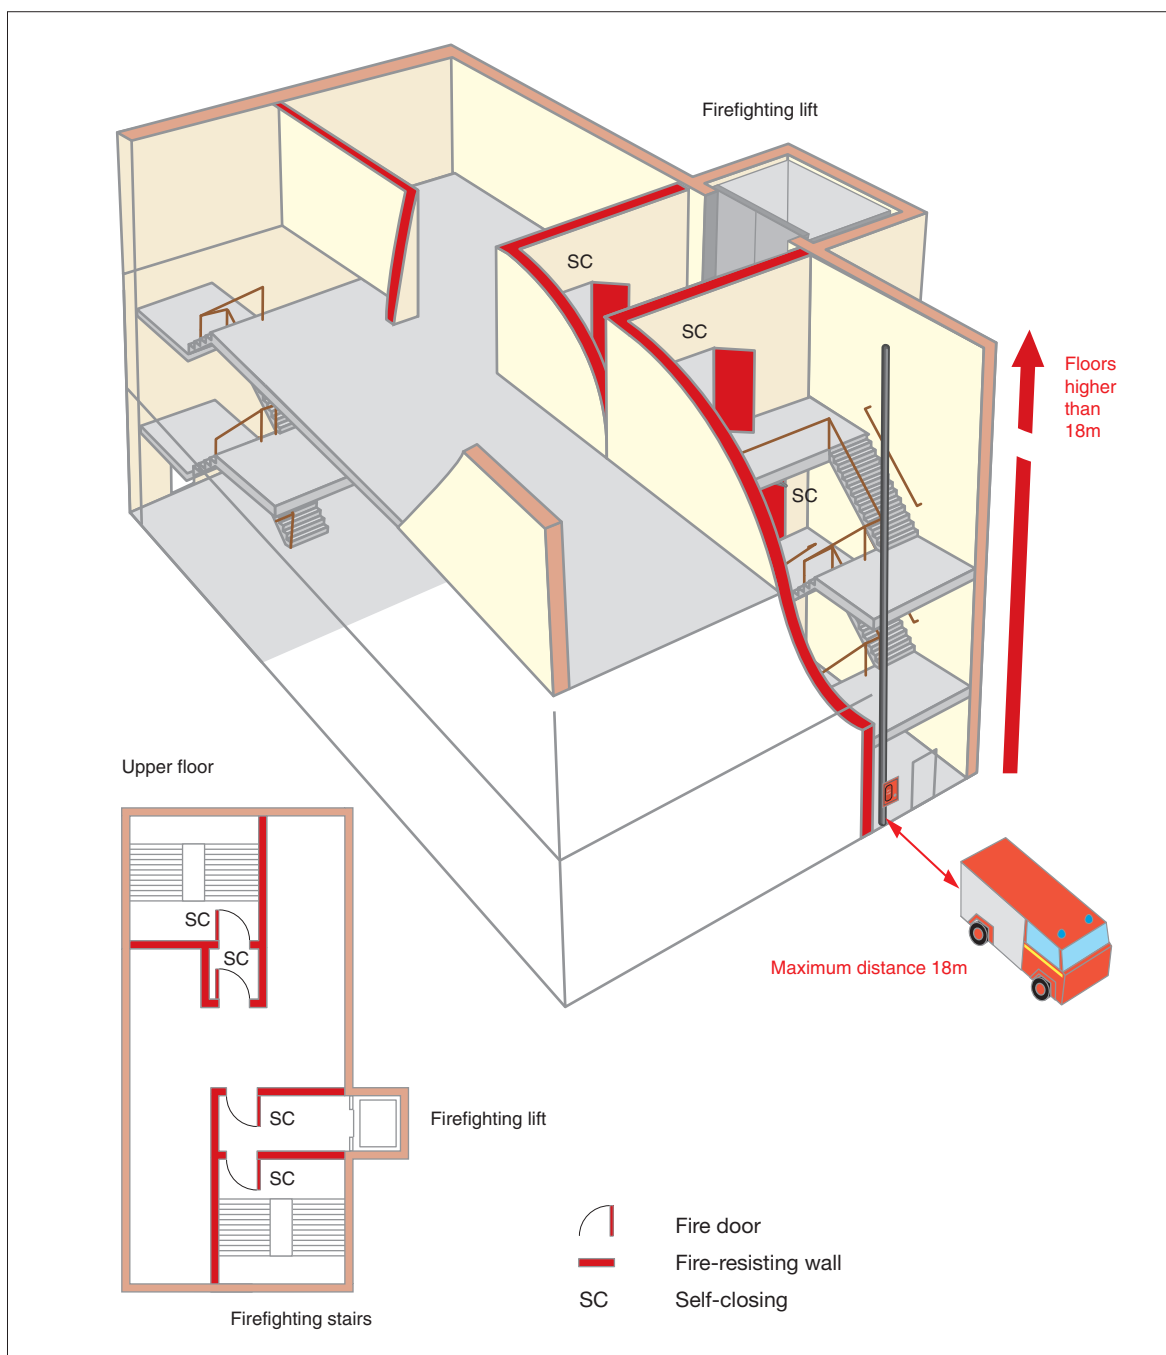 Firefighting lift
SC
SC
Floors
higher
than
18m
SC
Upper floor
SC
SC
Maximum distance 18m
SC
Firefighting lift
SC
Fire door
Fire-resisting wall
SC Self-closing
Firefighting stairs